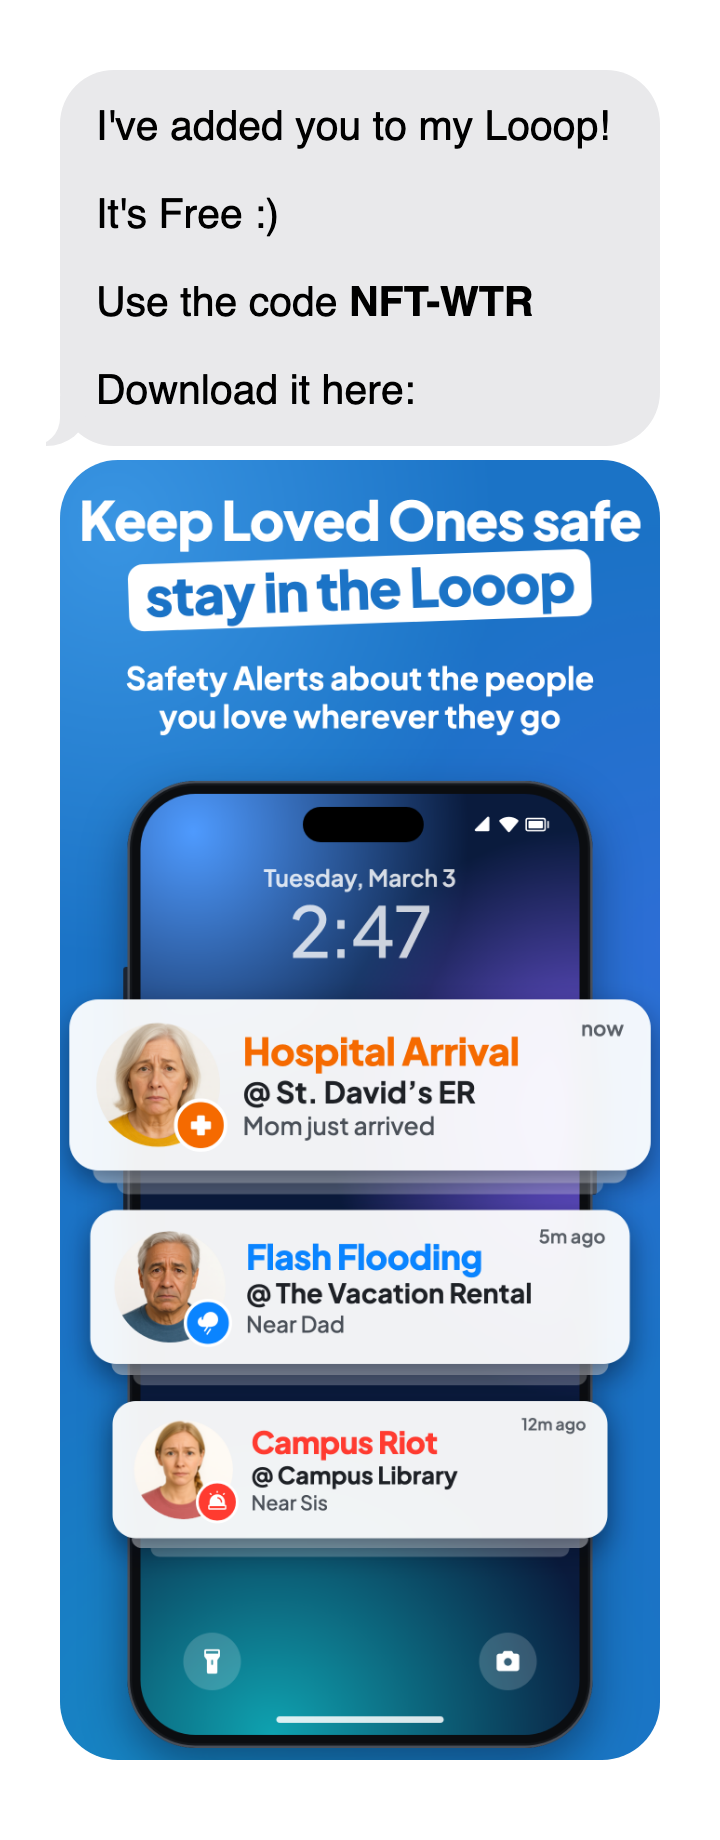 I've added you to my Looop!
It's Free :)
Use the code NFT-WTR
Download it here:
Keep Loved Ones safe
stay in the Looop
Safety Alerts about the people
you love wherever they go
Tuesday, March 3
2:47
now
Hospital Arrival
@ St. David's ER
Mom just arrived
5m ago
Flash Flooding
@ The Vacation Rental
Near Dad
12m ago
Campus Riot
@ Campus Library
Near Sis